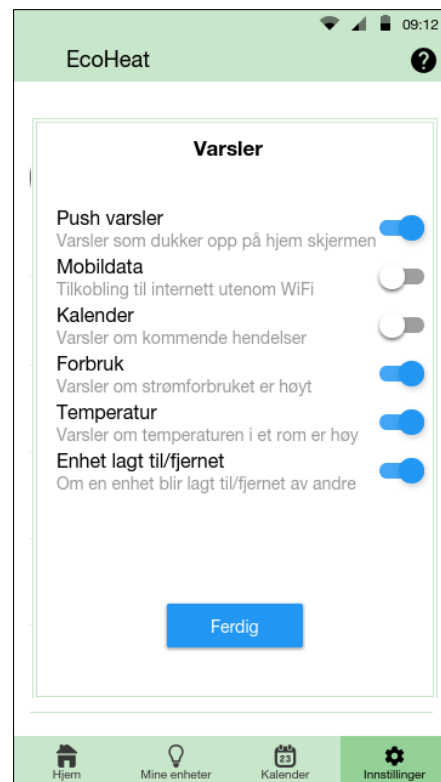 09:12
EcoHeat
Varsler
Push varsler
Varsler som dukker opp på hjem skjermen
Mobildata
Tilkobling til internett utenom WiFi
Kalender
Varsler om kommende hendelser
Forbruk
Varsler om strømforbruket er høyt
Temperatur
Varsler om temperaturen i et rom er høy
Enhet lagt til/fjernet
Om en enhet blir lagt til/fjernet av andre
Ferdig
23
Hjem Mine enheter Kalender Innstillinger